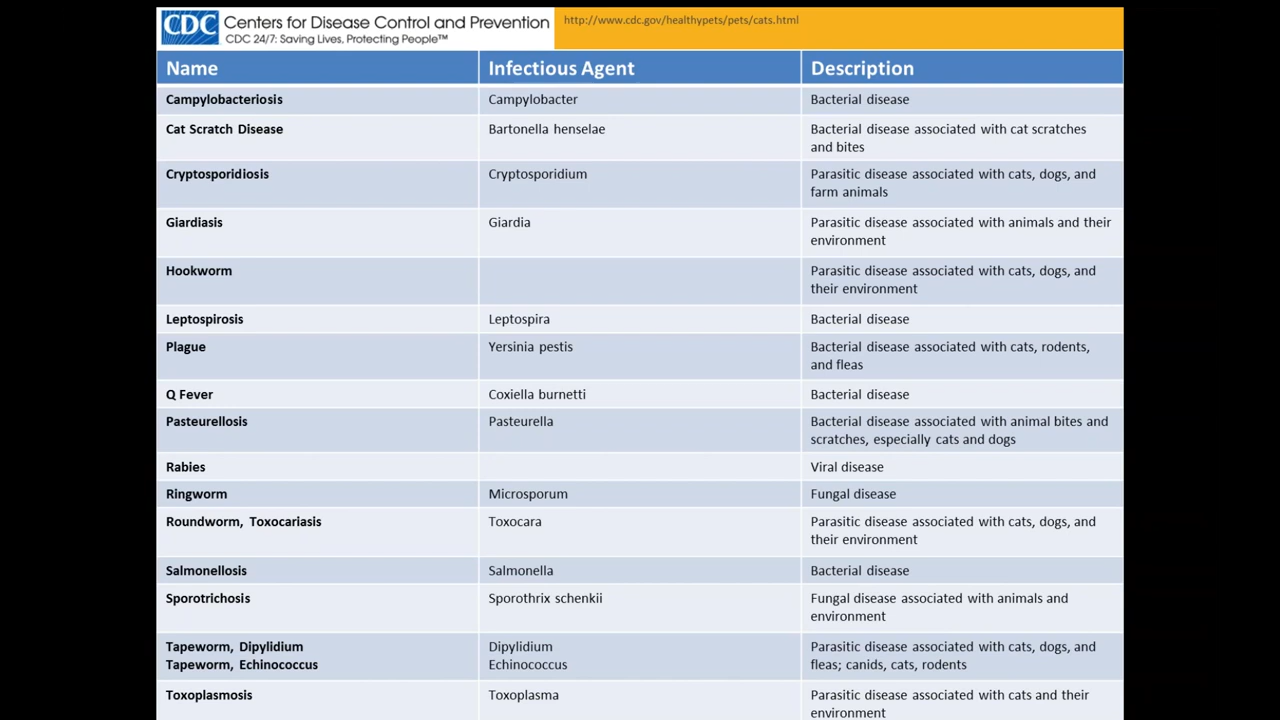 CDC Centers for Disease Control and Prevention
CDC 24/7: Saving Lives, Protecting People™
http://www.cdc.gov/healthypets/pets/cats.html
Name Infectious Agent Description
Campylobacteriosis Campylobacter Bacterial disease
Cat Scratch Disease Bartonella henselae Bacterial disease associated with cat scratches
and bites
Cryptosporidiosis Cryptosporidium Parasitic disease associated with cats, dogs, and
farm animals
Giardiasis Giardia Parasitic disease associated with animals and their
environment
Hookworm Parasitic disease associated with cats, dogs, and
their environment
Leptospirosis Leptospira Bacterial disease
Plague Yersinia pestis Bacterial disease associated with cats, rodents,
and fleas
Q Fever Coxiella burnetti Bacterial disease
Pasteurellosis Pasteurella Bacterial disease associated with animal bites and
scratches, especially cats and dogs
Rabies Viral disease
Ringworm Microsporum Fungal disease
Roundworm, Toxocariasis Toxocara Parasitic disease associated with cats, dogs, and
their environment
Salmonellosis Salmonella Bacterial disease
Sporotrichosis Sporothrix schenkii Fungal disease associated with animals and
environment
Tapeworm, Dipylidium Dipylidium Parasitic disease associated with cats, dogs, and
Tapeworm, Echinococcus Echinococcus fleas; canids, cats, rodents
Toxoplasmosis Toxoplasma Parasitic disease associated with cats and their
environment